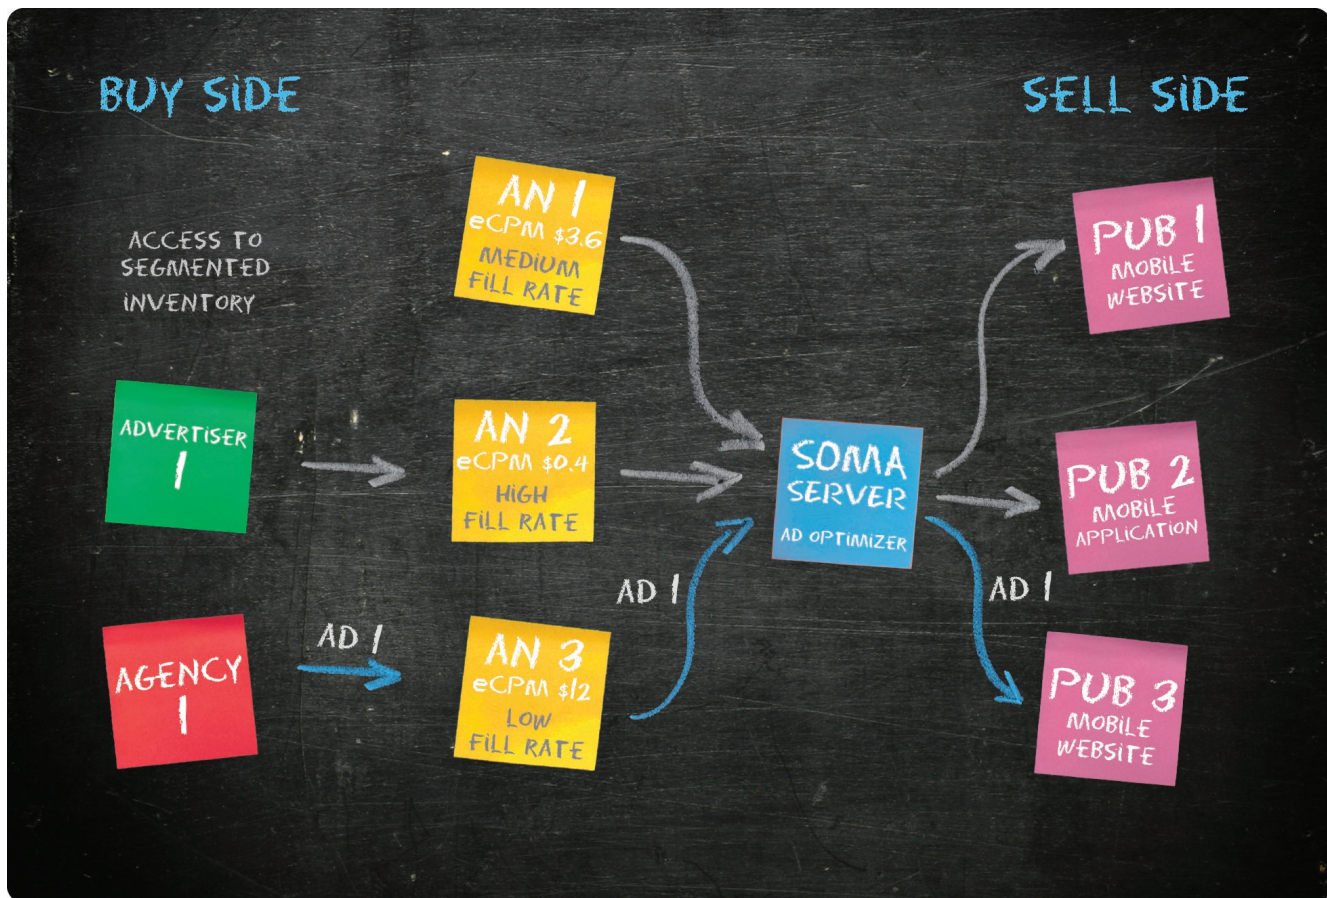 BUY SiDE
SELL SiDE
ACCESS TO
SEGMENTED
iNVENTORY
AN 1
eCPM $3.6
MEDiUM
FiLL RATE
PUB 1
MOBiLE
WEBSiTE
ADVERTiSER
1
AN 2
eCPM $0.4
HiGH
FiLL RATE
SOMA
SERVER
AD OPTiMiZER
PUB 2
MOBiLE
APPLiCATiON
AGENCY
1
AD 1
AN 3
eCPM $12
LOW
FiLL RATE
AD 1
AD 1
PUB 3
MOBiLE
WEBSiTE